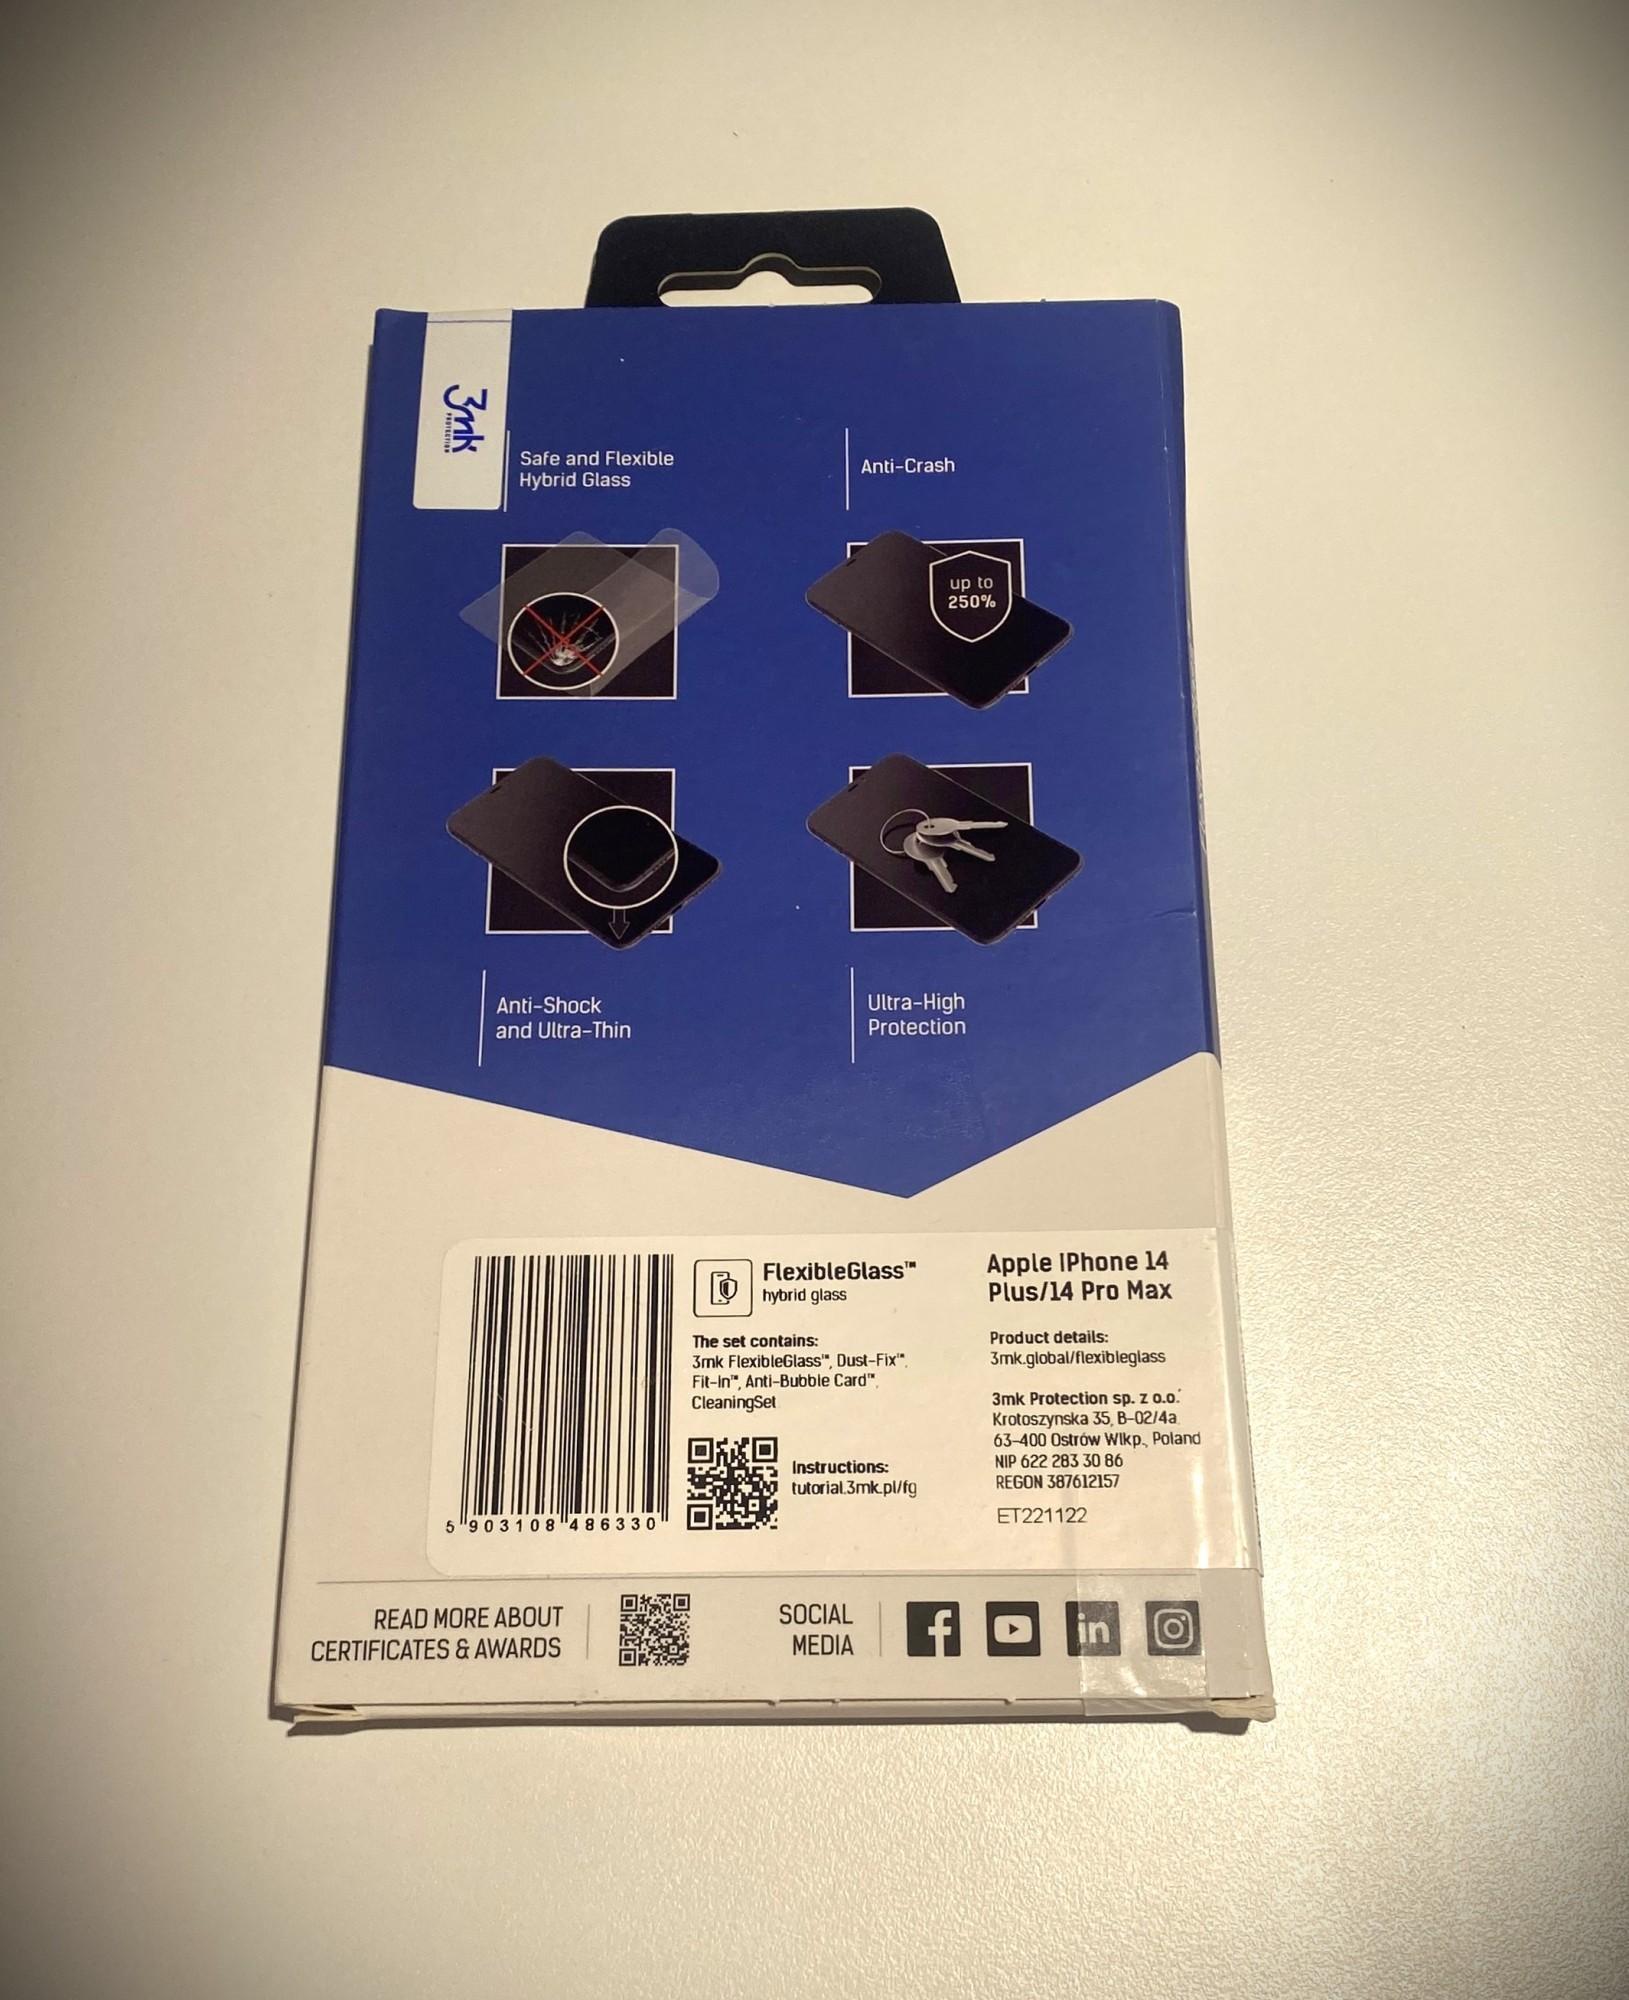 3mk
PROTECTION
Safe and Flexible
Hybrid Glass
Anti-Crash
up to
250%
Anti-Shock
and Ultra-Thin
Ultra-High
Protection
5 903108 486330
FlexibleGlass™
hybrid glass
The set contains:
3mk FlexibleGlass™, Dust-Fix™,
Fit-In™, Anti-Bubble Card™,
CleaningSet
Instructions:
tutorial.3mk.pl/fg
Apple IPhone 14
Plus/14 Pro Max
Product details:
3mk.global/flexibleglass
3mk Protection sp. z o.o.
Krotoszynska 35, B-02/4a
63-400 Ostrów Wlkp., Poland
NIP 622 283 30 86
REGON 387612157
ET221122
READ MORE ABOUT
CERTIFICATES & AWARDS
SOCIAL
MEDIA
f
in